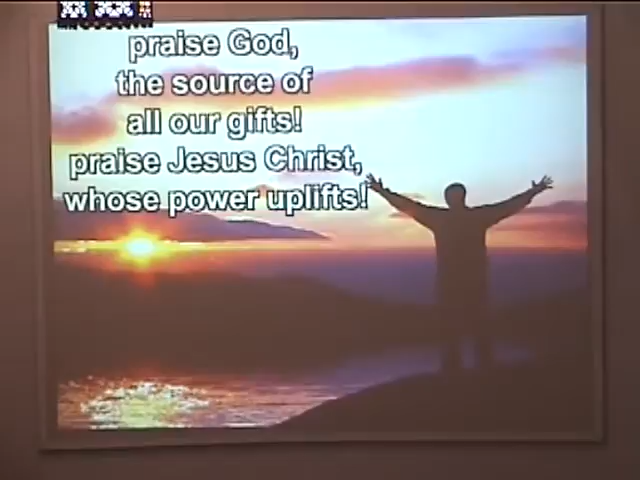 praise God,
the source of
all our gifts!
praise Jesus Christ,
whose power uplifts!